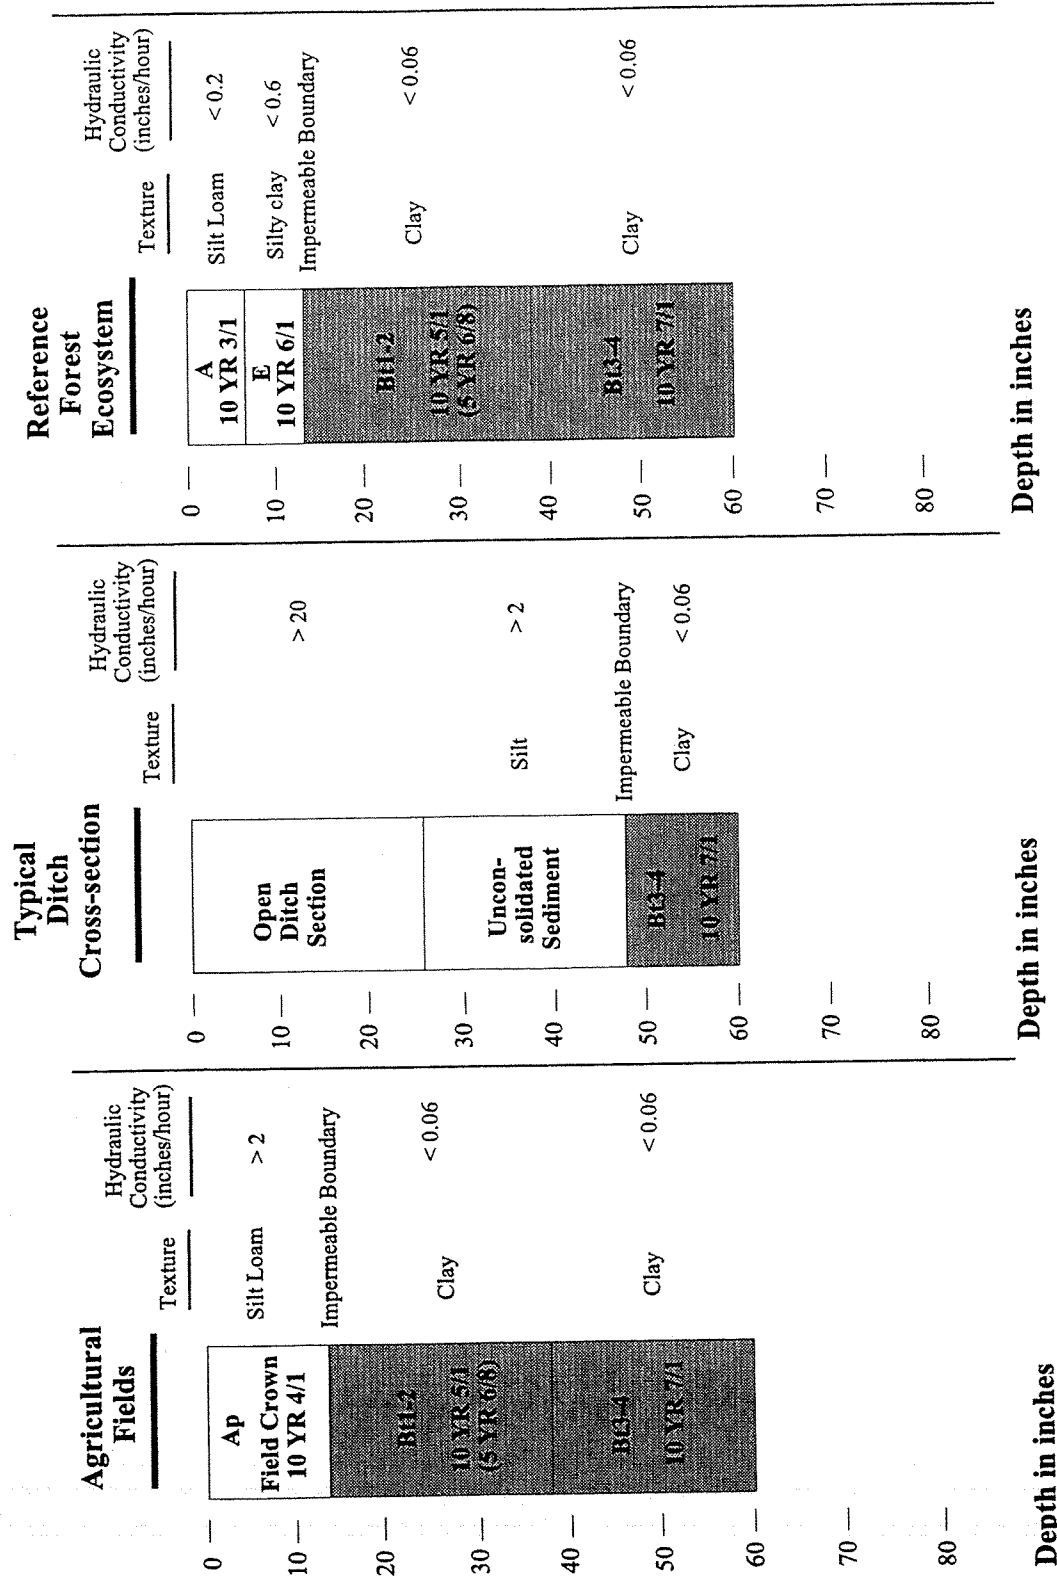 Agricultural
Fields
Texture
Hydraulic
Conductivity
(inches/hour)
0
10
20
30
40
50
60
70
80
Ap
Field Crown
10 YR 4/1
Silt Loam
> 2
Impermeable Boundary
Bt1-2
10 YR 5/1
(5 YR 6/8)
Clay
< 0.06
Bt3-4
10 YR 7/1
Clay
< 0.06
Depth in inches
Typical
Ditch
Cross-section
Texture
Hydraulic
Conductivity
(inches/hour)
0
10
20
30
40
50
60
70
80
Open
Ditch
Section
> 20
Uncon-
solidated
Sediment
Silt
> 2
Impermeable Boundary
Bt3-4
10 YR 7/1
Clay
< 0.06
Depth in inches
Reference
Forest
Ecosystem
Texture
Hydraulic
Conductivity
(inches/hour)
0
10
20
30
40
50
60
70
80
A
10 YR 3/1
Silt Loam
< 0.2
E
10 YR 6/1
Silty clay
< 0.6
Impermeable Boundary
Bt1-2
10 YR 5/1
(5 YR 6/8)
Clay
< 0.06
Bt3-4
10 YR 7/1
Clay
< 0.06
Depth in inches